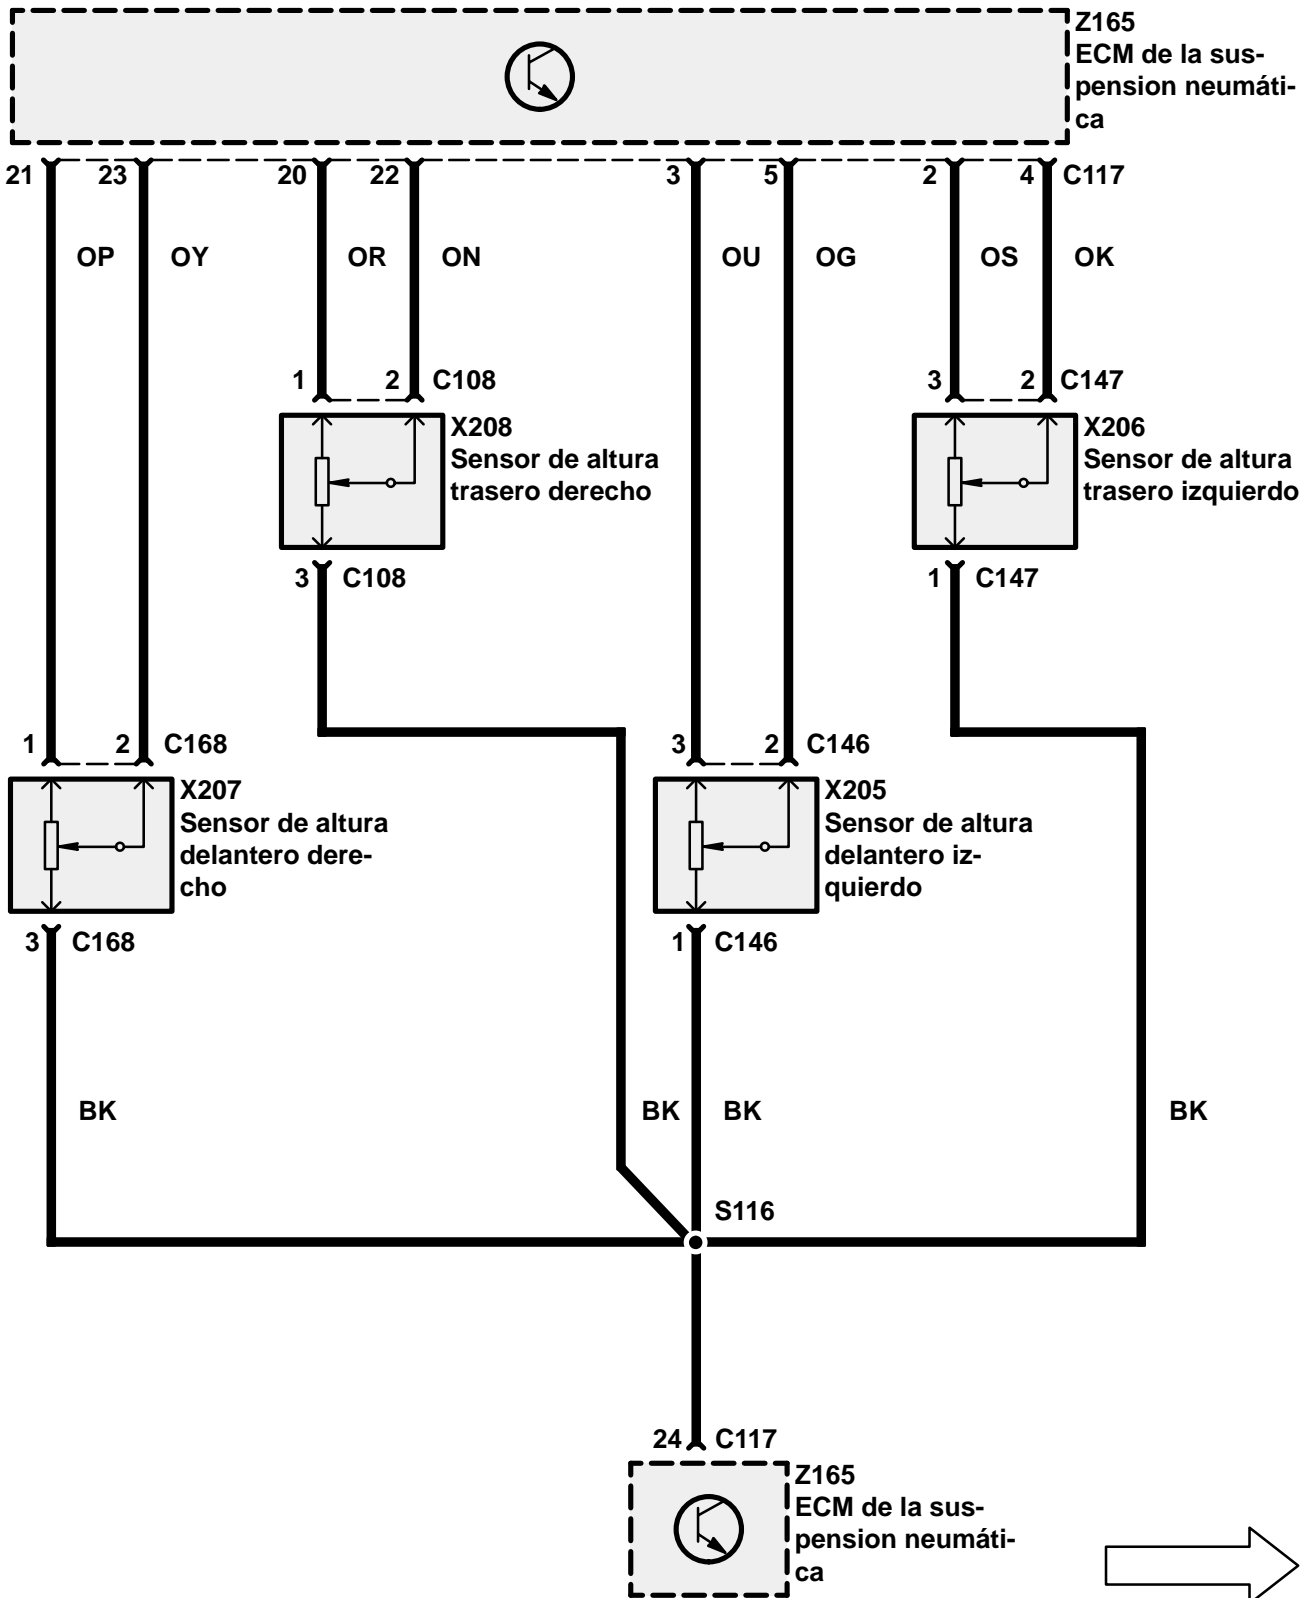 Z165
ECM de la sus-
pension neumáti-
ca
21 23 20 22 3 5 2 4 C117
OP OY OR ON OU OG OS OK
1 2 C108
3 2 C147
X208
Sensor de altura
trasero derecho
X206
Sensor de altura
trasero izquierdo
3 C108
1 C147
1 2 C168
3 2 C146
X207
Sensor de altura
delantero dere-
cho
X205
Sensor de altura
delantero iz-
quierdo
3 C168
1 C146
BK BK BK BK
S116
24 C117
Z165
ECM de la sus-
pension neumáti-
ca